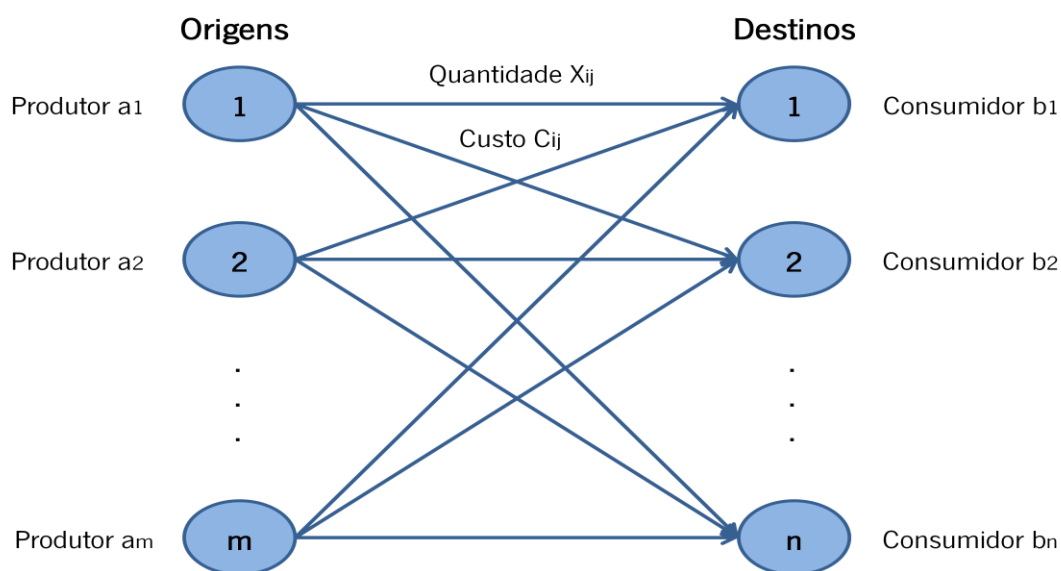 Origens
Destinos
Quantidade Xij
Produtor a1
1
1
Consumidor b1
Custo Cij
Produtor a2
2
2
Consumidor b2
.
.
.
.
.
.
Produtor am
m
n
Consumidor bn